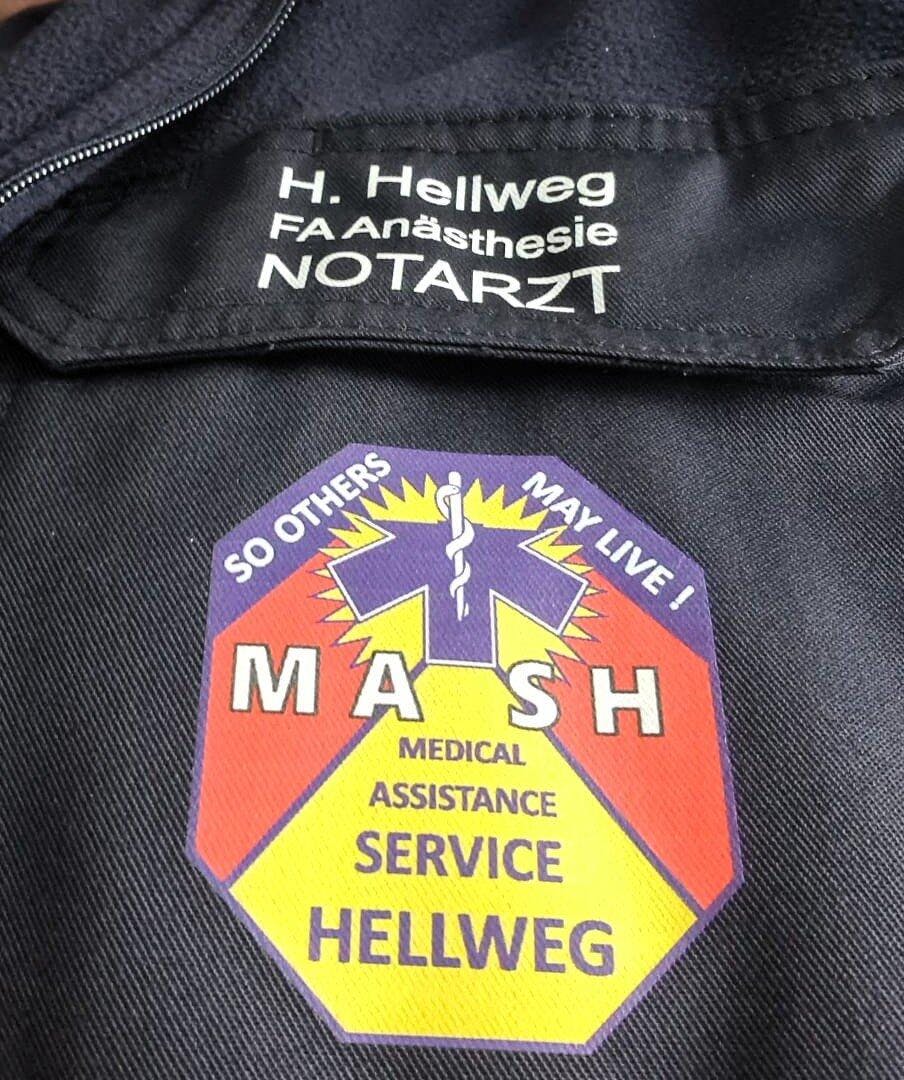 H. Hellweg
FA Anästhesie
NOTARZT
SO OTHERS MAY LIVE !
MASH
MEDICAL
ASSISTANCE
SERVICE
HELLWEG